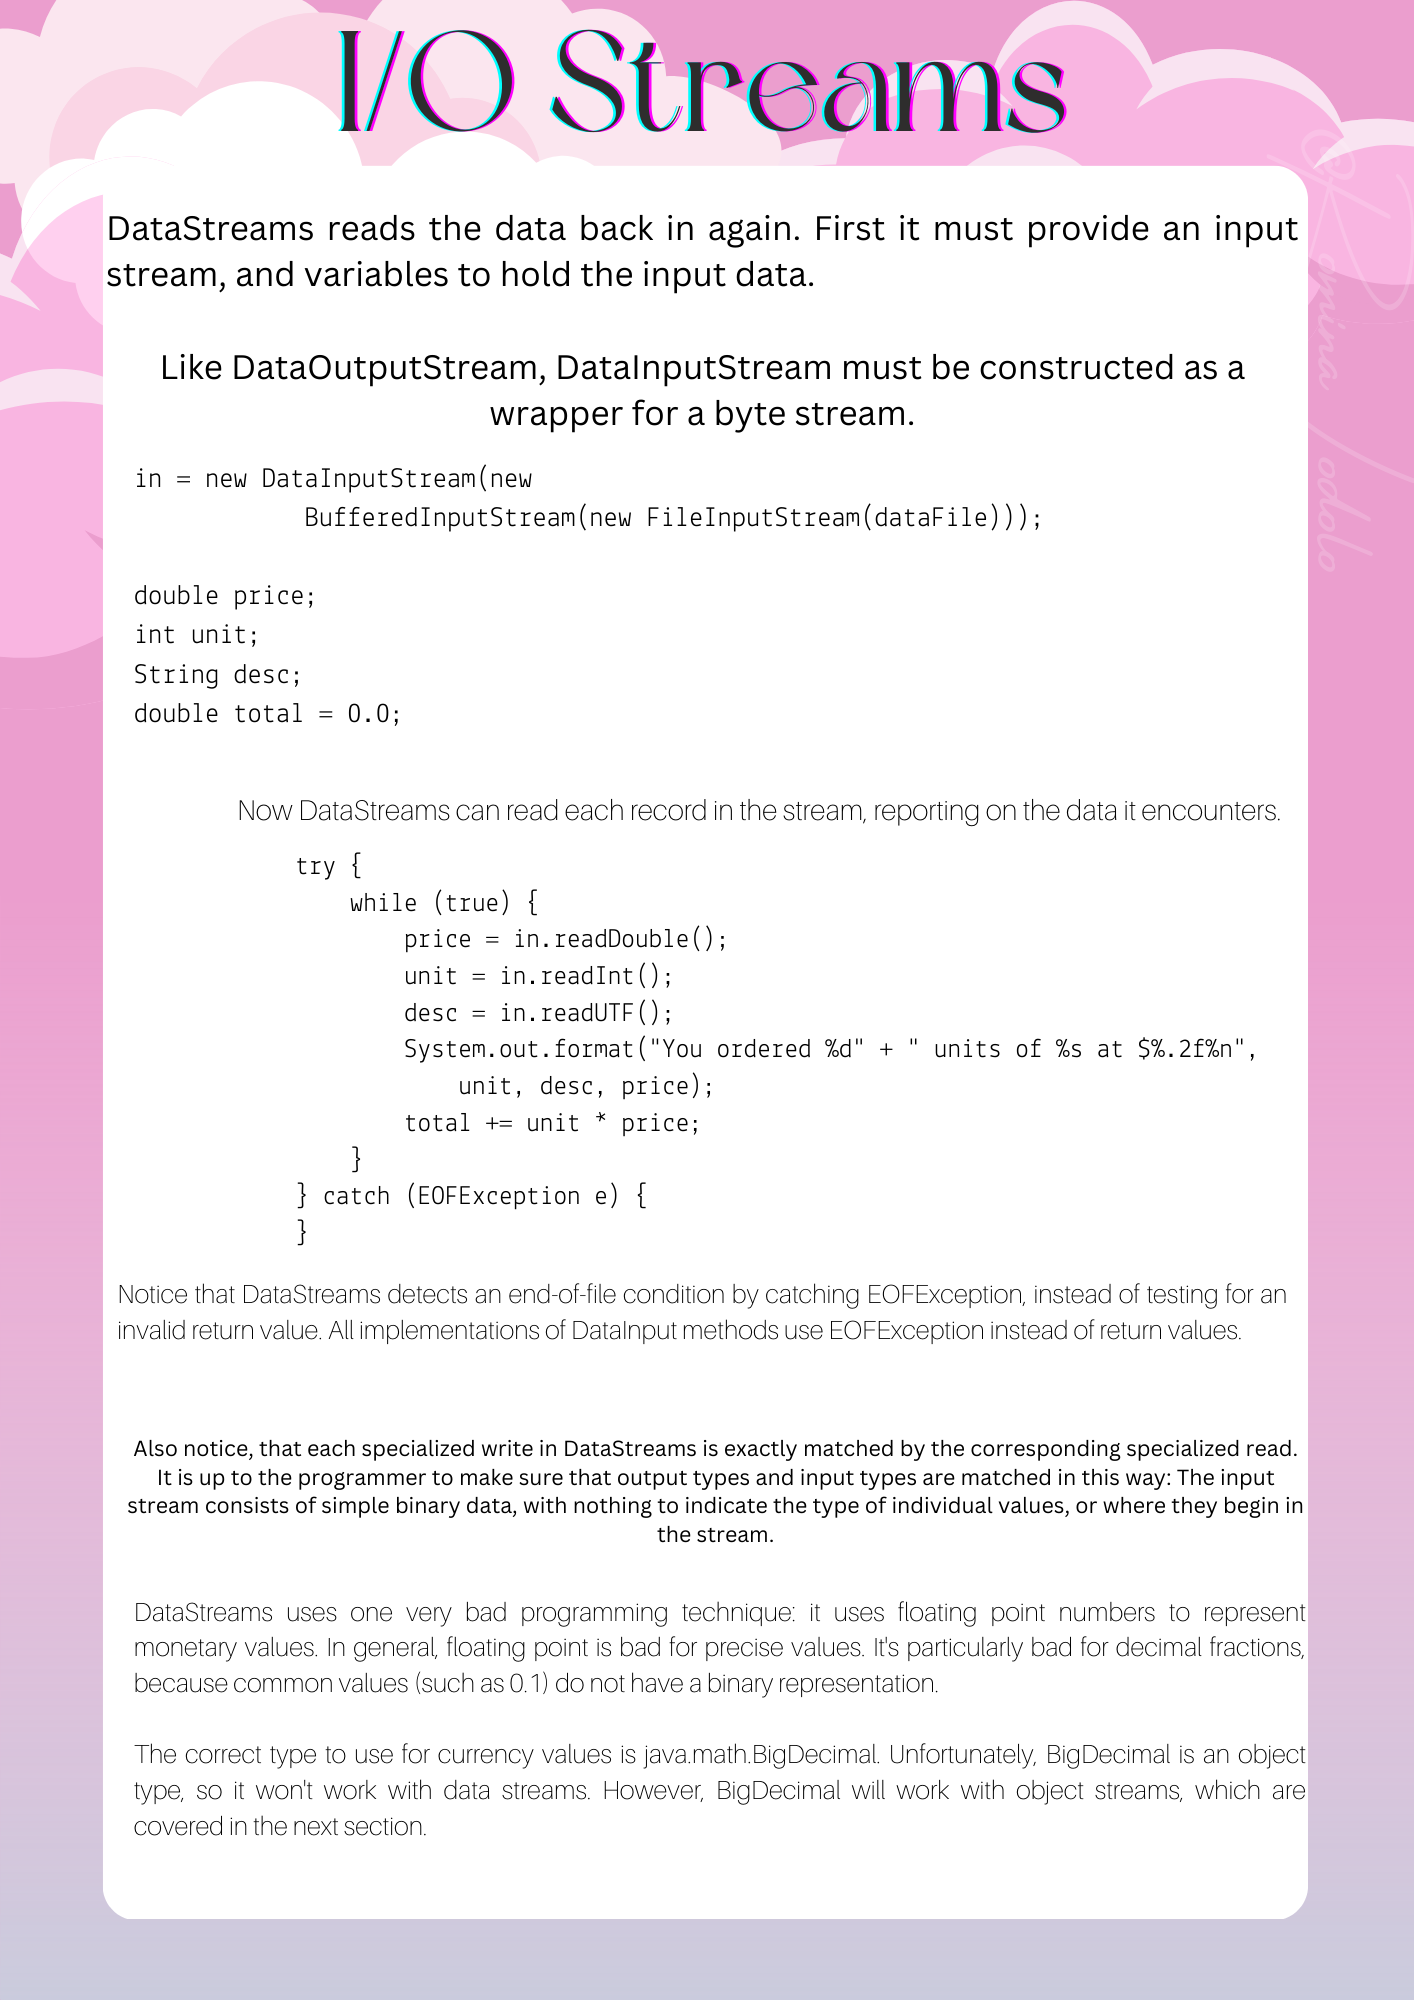 I/O Streams
DataStreams reads the data back in again. First it must provide an input
stream, and variables to hold the input data.
Like DataOutputStream, DataInputStream must be constructed as a
wrapper for a byte stream.
in = new DataInputStream(new
BufferedInputStream(new FileInputStream(dataFile)));
double price;
int unit;
String desc;
double total = 0.0;
Now DataStreams can read each record in the stream, reporting on the data it encounters.
try {
while (true) {
price = in.readDouble();
unit = in.readInt();
desc = in.readUTF();
System.out.format("You ordered %d" + " units of %s at $%.2f%n",
unit, desc, price);
total += unit * price;
}
} catch (EOFException e) {
}
Notice that DataStreams detects an end-of-file condition by catching EOFException, instead of testing for an
invalid return value. All implementations of DataInput methods use EOFException instead of return values.
Also notice, that each specialized write in DataStreams is exactly matched by the corresponding specialized read.
It is up to the programmer to make sure that output types and input types are matched in this way: The input
stream consists of simple binary data, with nothing to indicate the type of individual values, or where they begin in
the stream.
DataStreams uses one very bad programming technique: it uses floating point numbers to represent
monetary values. In general, floating point is bad for precise values. It's particularly bad for decimal fractions,
because common values (such as 0.1) do not have a binary representation.
The correct type to use for currency values is java.math.BigDecimal. Unfortunately, BigDecimal is an object
type, so it won't work with data streams. However, BigDecimal will work with object streams, which are
covered in the next section.